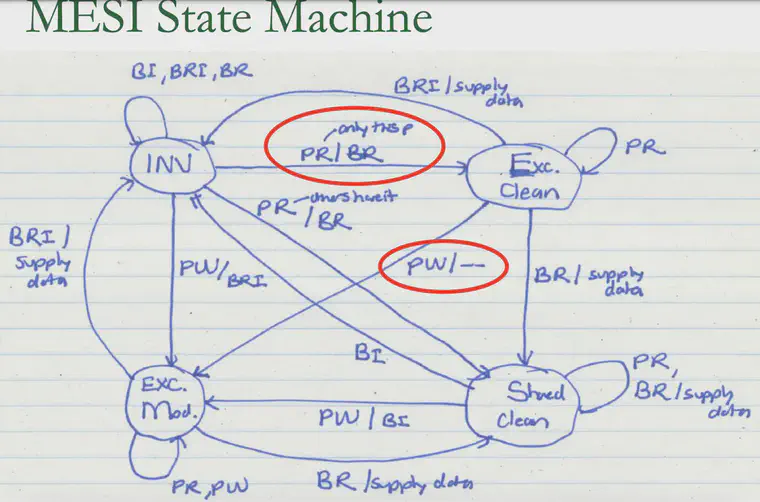 MESI State Machine
BI, BRI, BR
BRI/supply
data
only this p
PR/BR
INV
Exc.
Clean
PR
PR
others have it
/BR
BRI/
supply
data
PW/BRI
PW/—
BR/supply
data
BI
Exc.
Mod.
Shared
Clean
PR,
BR/supply
data
PW/BI
PR, PW
BR/supply data